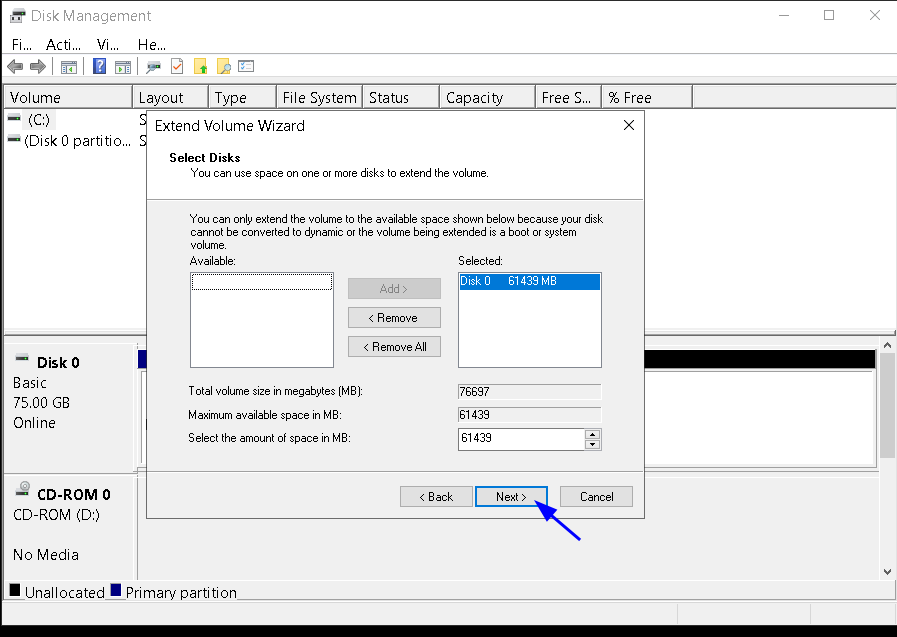 Disk Management
Fi... Acti... Vi... He...
Volume Layout Type File System Status Capacity Free S... % Free
(C:) S
(Disk 0 partitio... S
Extend Volume Wizard
Select Disks
You can use space on one or more disks to extend the volume.
You can only extend the volume to the available space shown below because your disk
cannot be converted to dynamic or the volume being extended is a boot or system
volume.
Available: Selected:
Disk 0 61439 MB
Add >
< Remove
< Remove All
Total volume size in megabytes (MB): 76697
Maximum available space in MB: 61439
Select the amount of space in MB: 61439
< Back Next > Cancel
Disk 0
Basic
75.00 GB
Online
CD-ROM 0
CD-ROM (D:)
No Media
Unallocated Primary partition